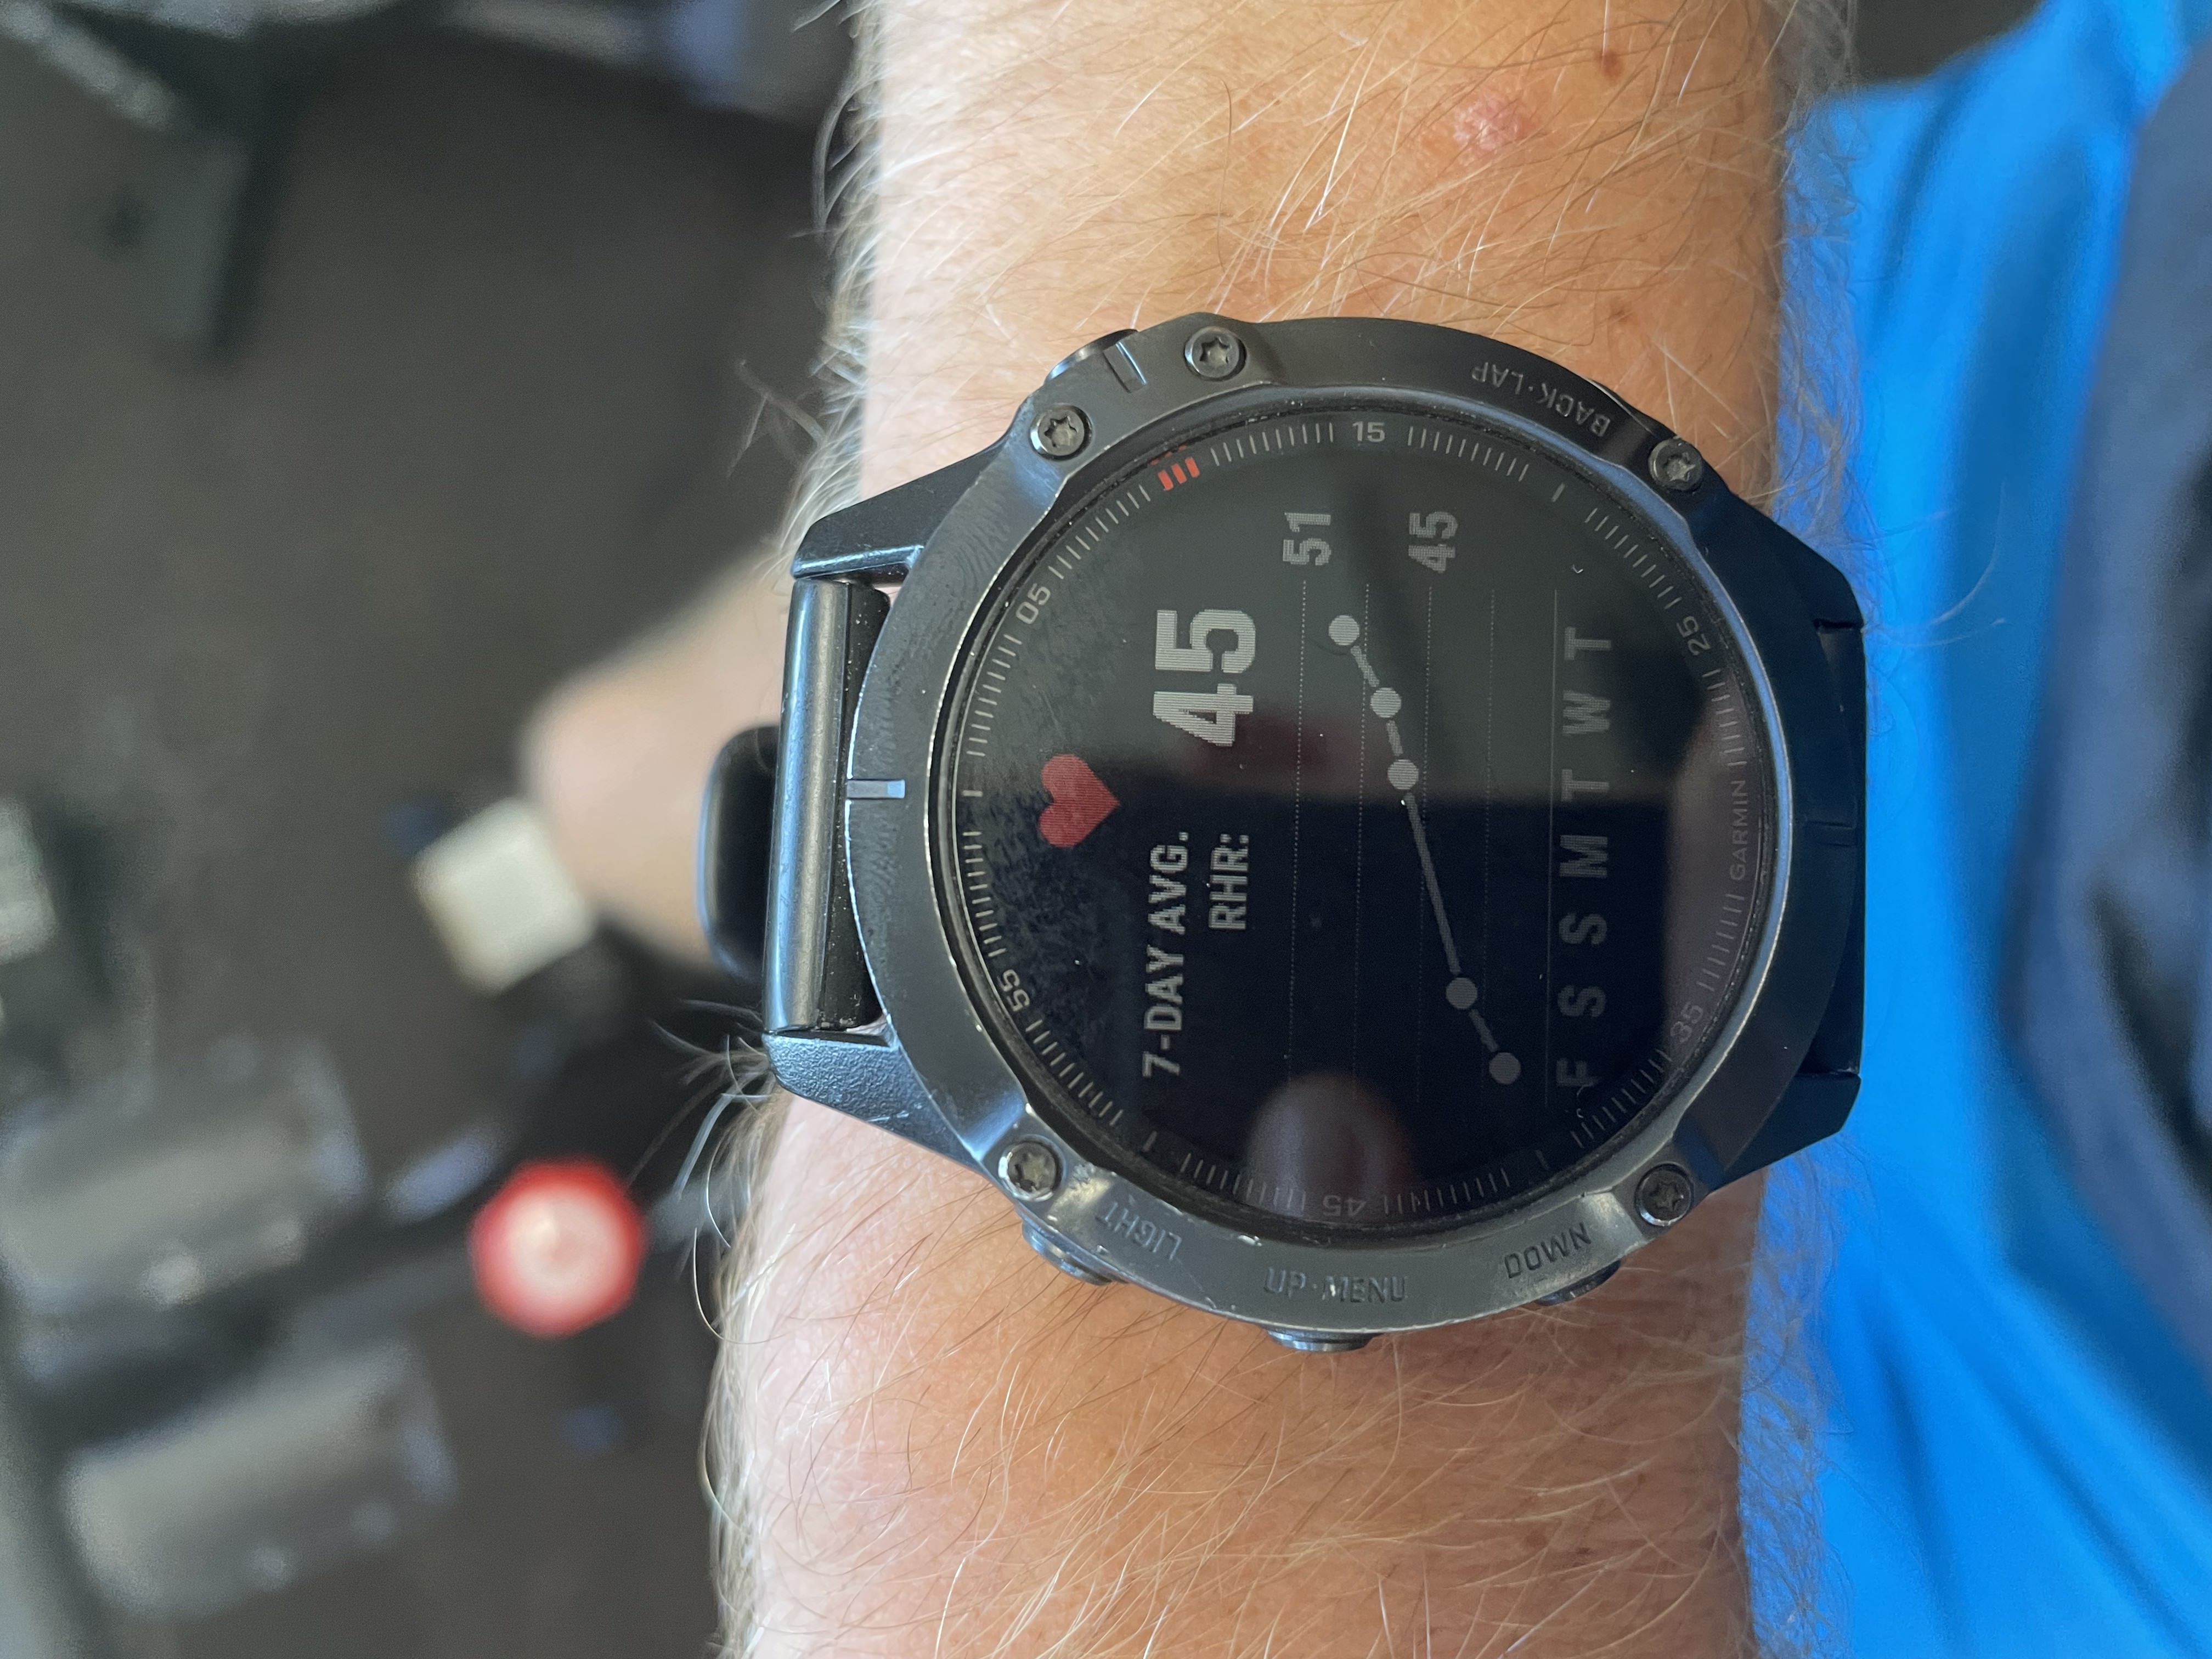 55
05
LIGHT
7-DAY AVG.
RHR:
45
51
UP·MENU
45
15
45
DOWN
BACK·LAP
F S S M T W T
35
25
GARMIN